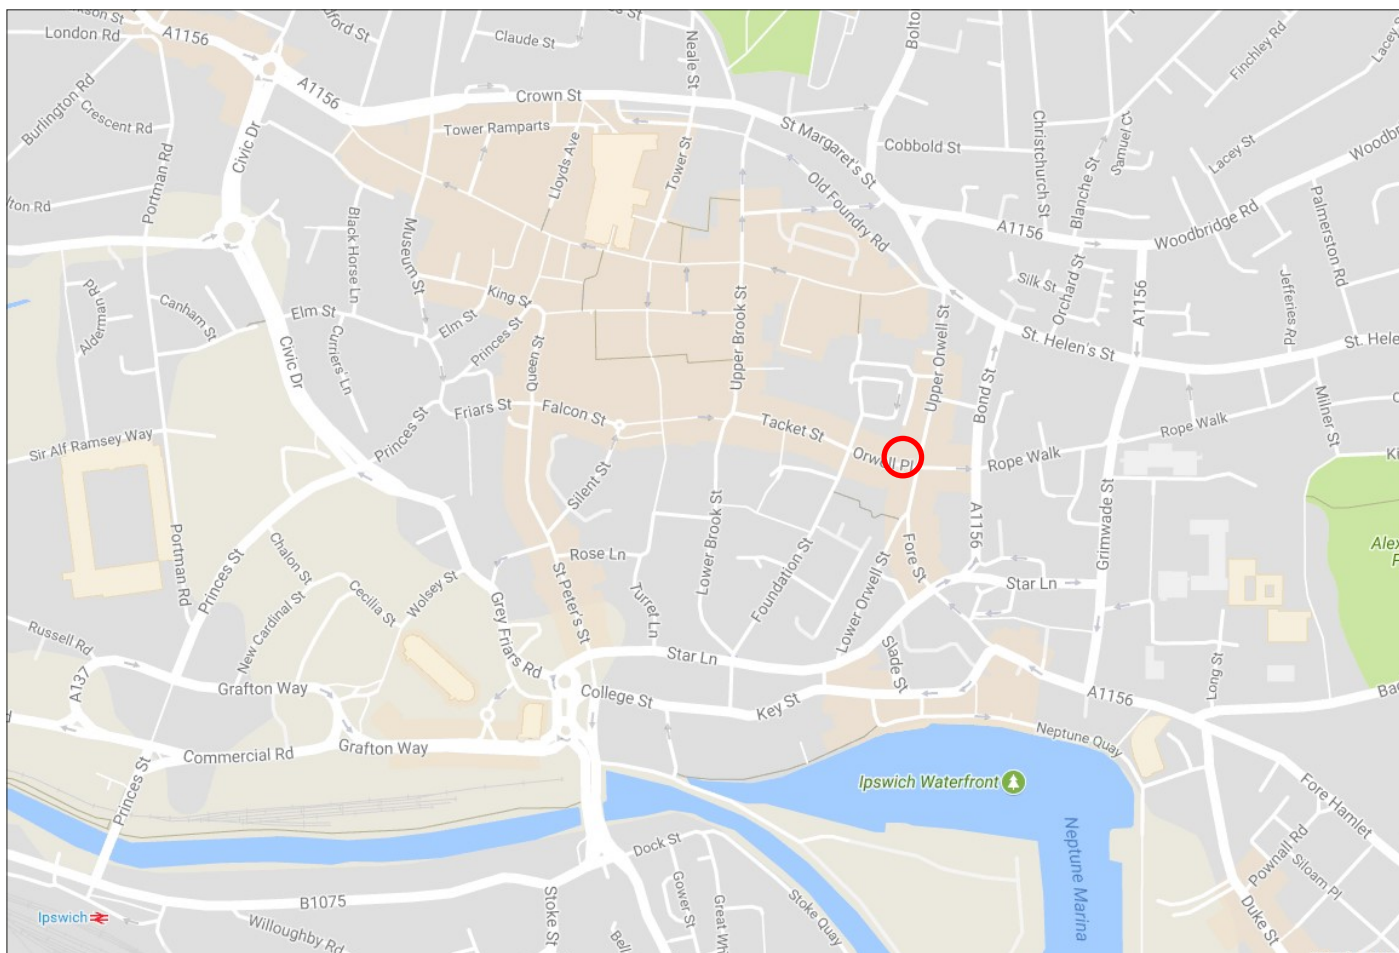 London Rd
A1156
Claude St
Neale St
Finchley Rd
Lacey St
Burlington Rd
Crescent Rd
Portman Rd
Civic Dr
A1156
Crown St
Tower Ramparts
Lloyds Ave
Tower St
St Margaret's St
Cobbold St
Christchurch St
Blanche St
Samuel Ct
Lacey St
Woodbridge Rd
Palmerston Rd
Old Foundry Rd
A1156
Black Horse Ln
Museum St
Alderman Rd
Canham St
Elm St
Curriers' Ln
Civic Dr
King St
Elm St
Princes St
Queen St
Upper Brook St
Silk St
Orchard St
A1156
Jefferies Rd
St. Helen's St
Upper Orwell St
Bond St
Milner St
Sir Alf Ramsey Way
Princes St
Friars St
Falcon St
Tacket St
Orwell Pl
Rope Walk
Rope Walk
Silent St
Portman Rd
Princes St
Chalon St
Cecilia St
Wolsey St
New Cardinal St
Grey Friars Rd
Rose Ln
St Peter's St
Turret Ln
Lower Brook St
Foundation St
Lower Orwell St
Fore St
A1156
Grimwade St
Star Ln
Star Ln
Slade St
Russell Rd
A137
Grafton Way
College St
Key St
A1156
Long St
Commercial Rd
Grafton Way
Neptune Quay
Princes St
Ipswich Waterfront
Fore Hamlet
Neptune Marina
Pownall Rd
Siloam Pl
Duke St
Dock St
Gower St
Stoke Quay
B1075
Stoke St
Ipswich
Willoughby Rd